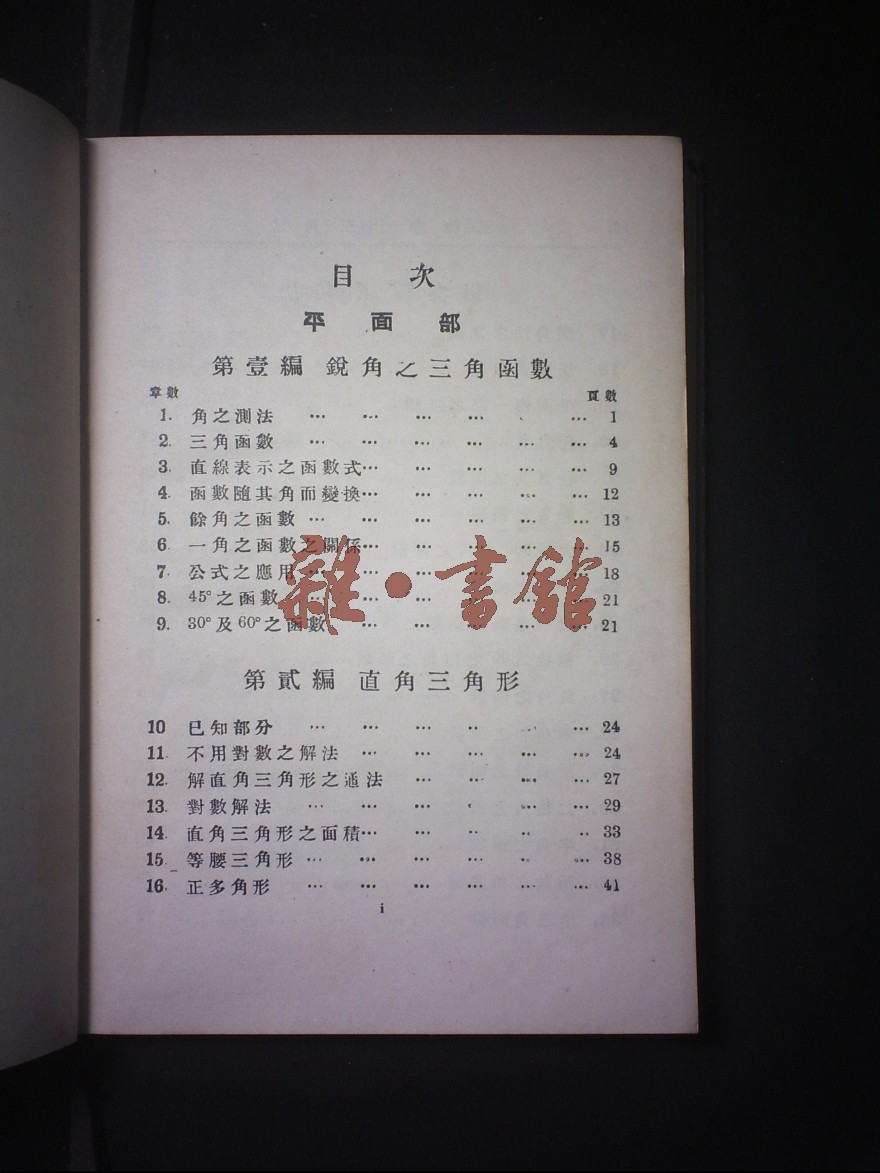 目次
平面部
第壹編 銳角之三角函數
章數 頁數
1. 角之測法 ··· ··· ··· ··· · ··· 1
2. 三角函數 ··· ··· ··· ··· ··· ··· 4
3. 直線表示之函數式··· ··· ··· ··· ··· 9
4. 函數隨其角而變換··· ··· ··· ··· ··· 12
5. 餘角之函數 ··· ··· ··· ··· ··· ··· 13
6. 一角之函數之關係··· ··· ··· ··· ··· 15
7. 公式之應用 ··· ··· ··· ··· ··· ··· 18
8. 45°之函數 ··· ··· ··· ··· ··· ··· 21
9. 30°及60°之函數 ··· ··· ··· ··· ··· 21
雜·書館
第貳編 直角三角形
10 已知部分 ··· ··· ··· ·· ·· ··· 24
11. 不用對數之解法 ··· ··· ··· ··· ··· 24
12. 解直角三角形之通法 ··· ··· ··· ··· 27
13. 對數解法 ··· ··· ··· ··· ··· ··· 29
14. 直角三角形之面積··· ··· ·· ·· ·· 33
15. 等腰三角形 ··· ··· ··· ··· ··· ··· 38
16. 正多角形 ··· ··· ··· ··· ··· ··· 41
i